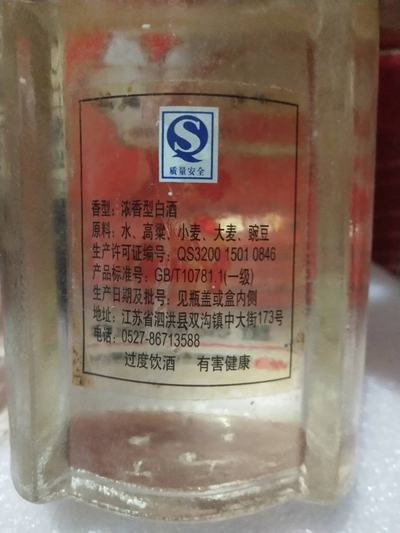 QS
质量安全
香型：浓香型白酒
原料：水、高粱、小麦、大麦、豌豆
生产许可证编号：QS3200 1501 0846
产品标准号：GB/T10781.1(一级)
生产日期及批号：见瓶盖或盒内侧
地址：江苏省泗洪县双沟镇中大街173号
电话：0527-86713588
过度饮酒 有害健康